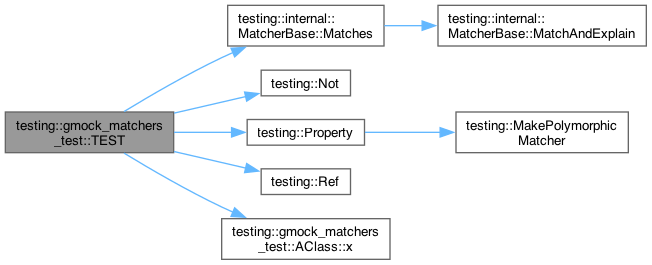 testing::gmock_matchers
_test::TEST
testing::internal::
MatcherBase::Matches
testing::internal::
MatcherBase::MatchAndExplain
testing::Not
testing::Property
testing::MakePolymorphic
Matcher
testing::Ref
testing::gmock_matchers
_test::AClass::x